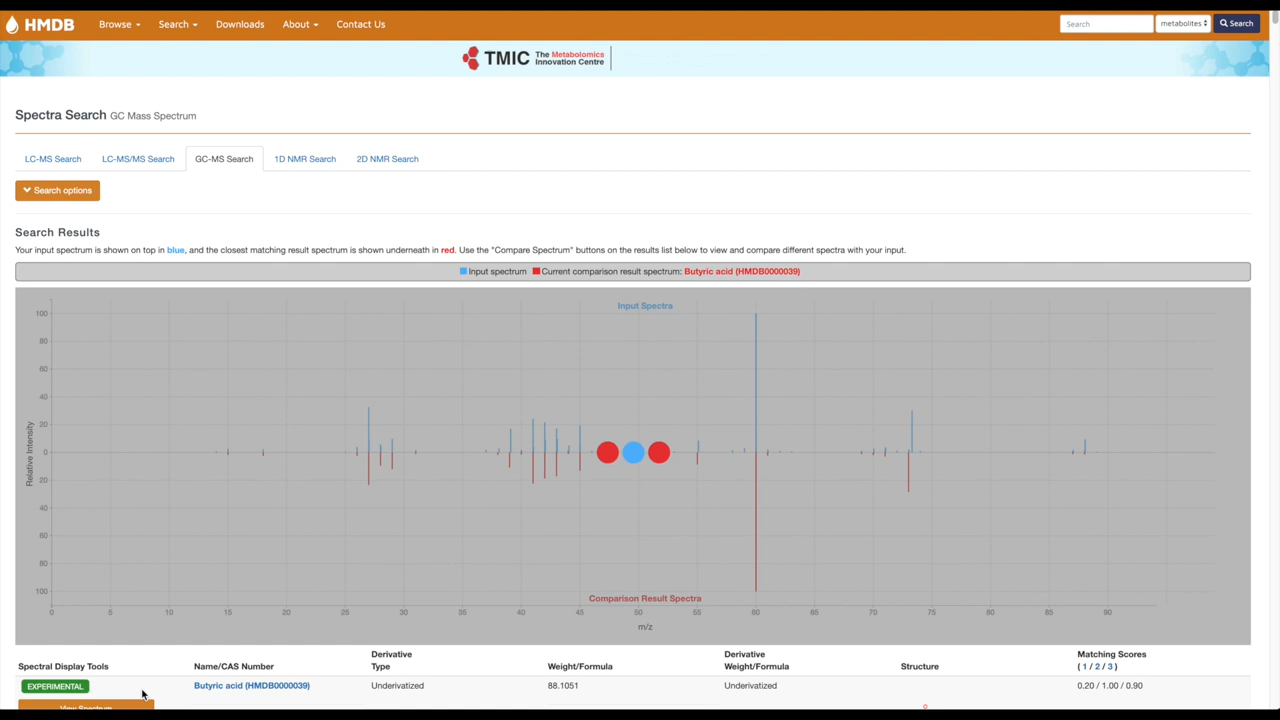 HMDB Browse Search Downloads About Contact Us Search metabolites Search
TMIC The Metabolomics Innovation Centre
Spectra Search GC Mass Spectrum
LC-MS Search LC-MS/MS Search GC-MS Search 1D NMR Search 2D NMR Search
Search options
Search Results
Your input spectrum is shown on top in blue, and the closest matching result spectrum is shown underneath in red. Use the "Compare Spectrum" buttons on the results list below to view and compare different spectra with your input.
Input spectrum Current comparison result spectrum: Butyric acid (HMDB0000039)
Input Spectra
100
80
60
40
20
0
20
40
60
80
100
Relative Intensity
Comparison Result Spectra
0 5 10 15 20 25 30 35 40 45 50 55 60 65 70 75 80 85 90
m/z
Spectral Display Tools Name/CAS Number Derivative Type Weight/Formula Derivative Weight/Formula Structure Matching Scores ( 1 / 2 / 3 )
EXPERIMENTAL Butyric acid (HMDB0000039) Underivatized 88.1051 Underivatized 0.20 / 1.00 / 0.90
View Spectrum